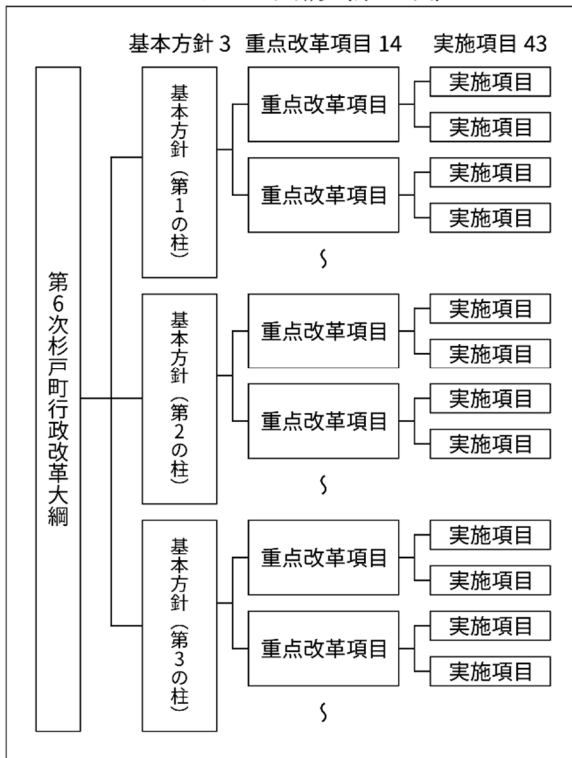 基本方針 3 重点改革項目 14 実施項目 43
第6次杉戸町行政改革大綱
基本方針（第1の柱）
重点改革項目
実施項目
実施項目
重点改革項目
実施項目
実施項目
～
基本方針（第2の柱）
重点改革項目
実施項目
実施項目
重点改革項目
実施項目
実施項目
～
基本方針（第3の柱）
重点改革項目
実施項目
実施項目
重点改革項目
実施項目
実施項目
～